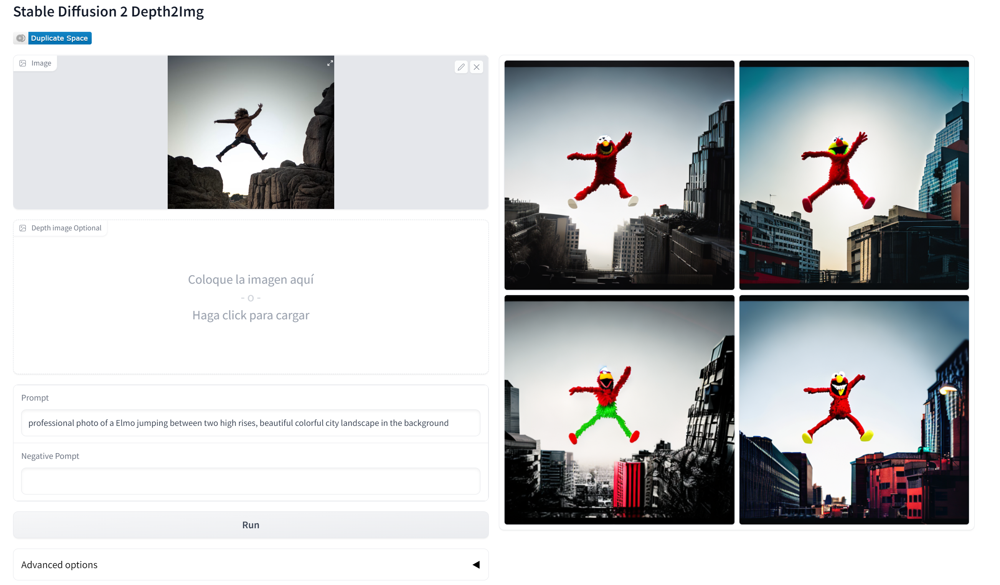 Stable Diffusion 2 Depth2Img
Duplicate Space
Image
Depth image Optional
Coloque la imagen aquí
- o -
Haga click para cargar
Prompt
professional photo of a Elmo jumping between two high rises, beautiful colorful city landscape in the background
Negative Pompt
Run
Advanced options